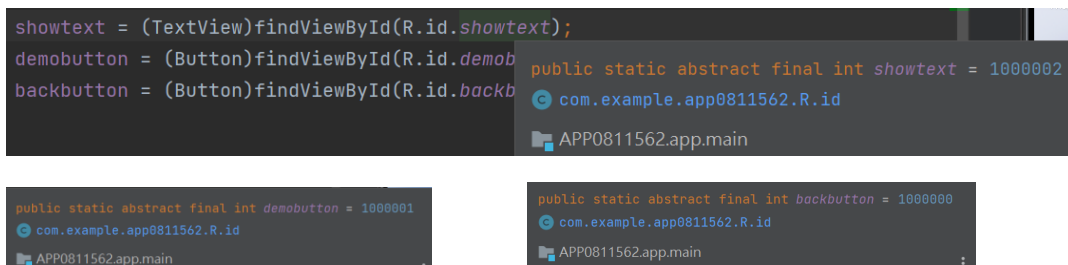 showtext = (TextView)findViewById(R.id.showtext);
demobutton = (Button)findViewById(R.id.demob
backbutton = (Button)findViewById(R.id.backb
public static abstract final int showtext = 1000002
C com.example.app0811562.R.id
APP0811562.app.main
public static abstract final int demobutton = 1000001
C com.example.app0811562.R.id
APP0811562.app.main
public static abstract final int backbutton = 1000000
C com.example.app0811562.R.id
APP0811562.app.main